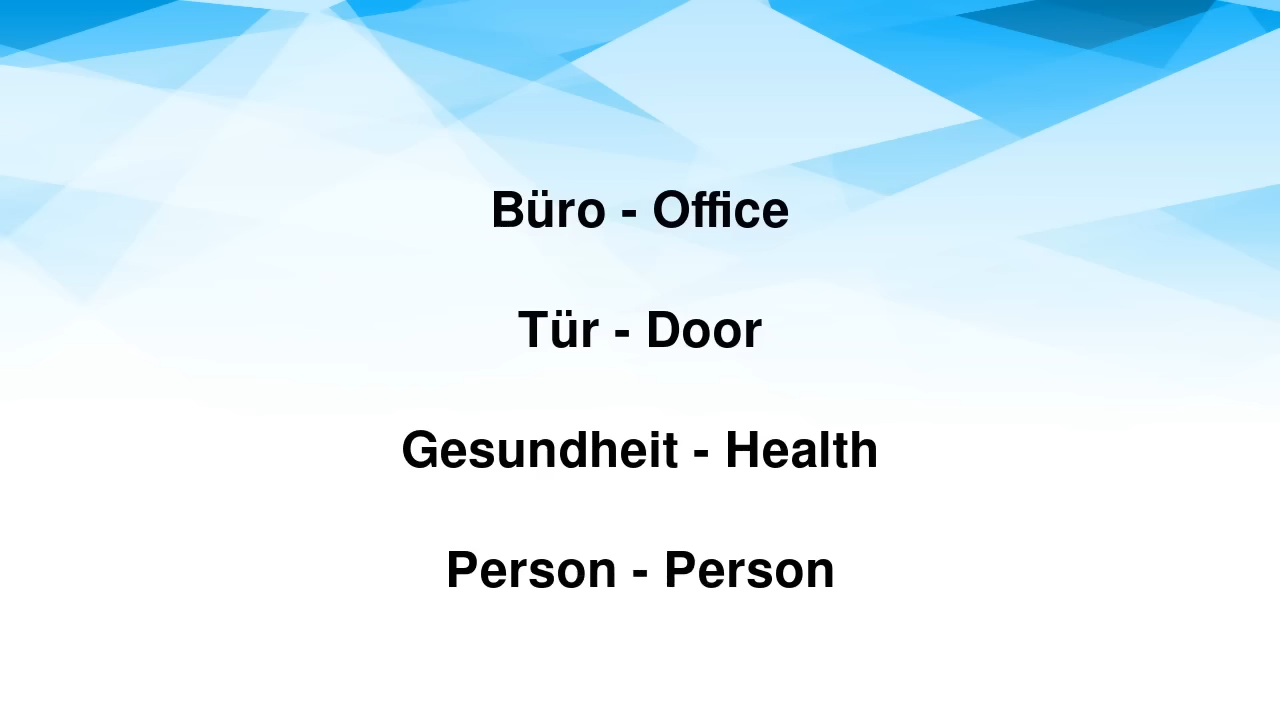 Büro - Office
Tür - Door
Gesundheit - Health
Person - Person